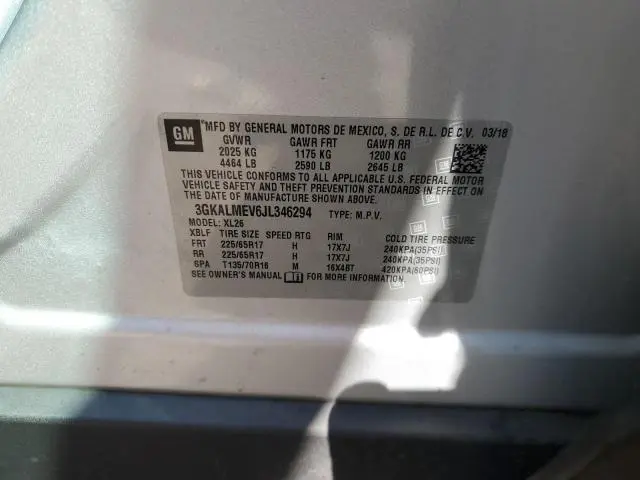 GM
MFD BY GENERAL MOTORS DE MEXICO, S. DE R.L. DE C.V. 03/18
GVWR GAWR FRT GAWR RR
2025 KG 1175 KG 1200 KG
4464 LB 2590 LB 2645 LB
THIS VEHICLE CONFORMS TO ALL APPLICABLE U.S. FEDERAL MOTOR
VEHICLE SAFETY AND THEFT PREVENTION STANDARDS IN EFFECT ON
THE DATE OF MANUFACTURE SHOWN ABOVE.
3GKALMEV6JL346294 TYPE: M.P.V.
MODEL: XL26
XBLF TIRE SIZE SPEED RTG RIM COLD TIRE PRESSURE
FRT 225/65R17 H 17X7J 240KPA(35PSI)
RR 225/65R17 H 17X7J 240KPA(35PSI)
SPA T135/70R16 M 16X4BT 420KPA(60PSI)
SEE OWNER'S MANUAL FOR MORE INFORMATION.